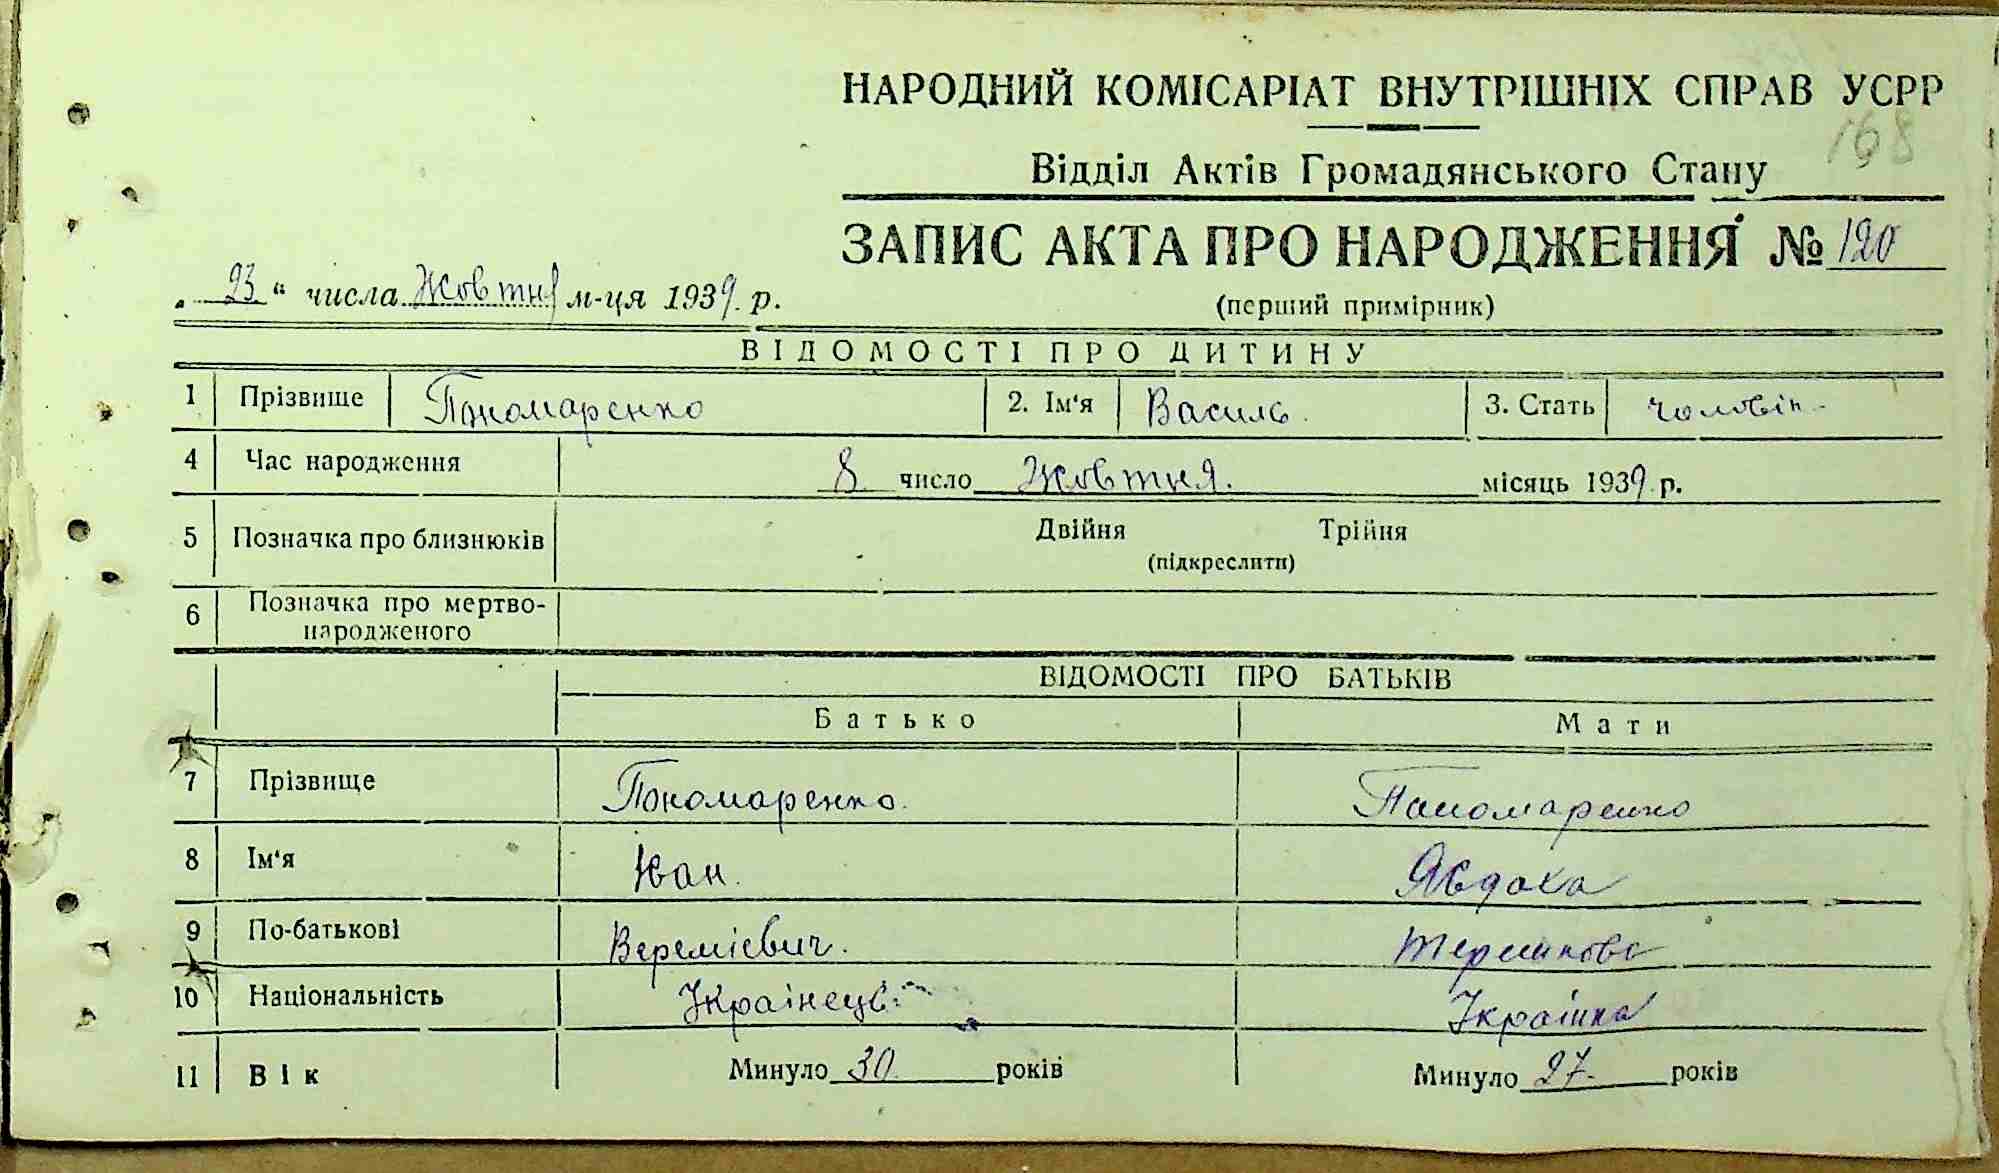 НАРОДНИЙ КОМІСАРІАТ ВНУТРІШНІХ СПРАВ УСРР
168
Відділ Актів Громадянського Стану
ЗАПИС АКТА ПРО НАРОДЖЕННЯ № 120
„ 23 “ числа Жовтня м-ця 1939. р.
(перший примірник)
ВІДОМОСТІ ПРО ДИТИНУ
1 Прізвище Пономаренко 2. Ім‘я Василь. 3. Стать чоловіч.
4 Час народження 8 число Жовтня. місяць 1939 р.
5 Позначка про близнюків Двійня Трійня
(підкреслити)
6 Позначка про мертво-
народженого
ВІДОМОСТІ ПРО БАТЬКІВ
Батько Мати
7 Прізвище Пономаренко. Пономаренко
8 Ім‘я Іван. Явдоха
9 По-батькові Веремієвич.
10 Національність Українець Українка
11 Вік Минуло 30. років Минуло 27. років